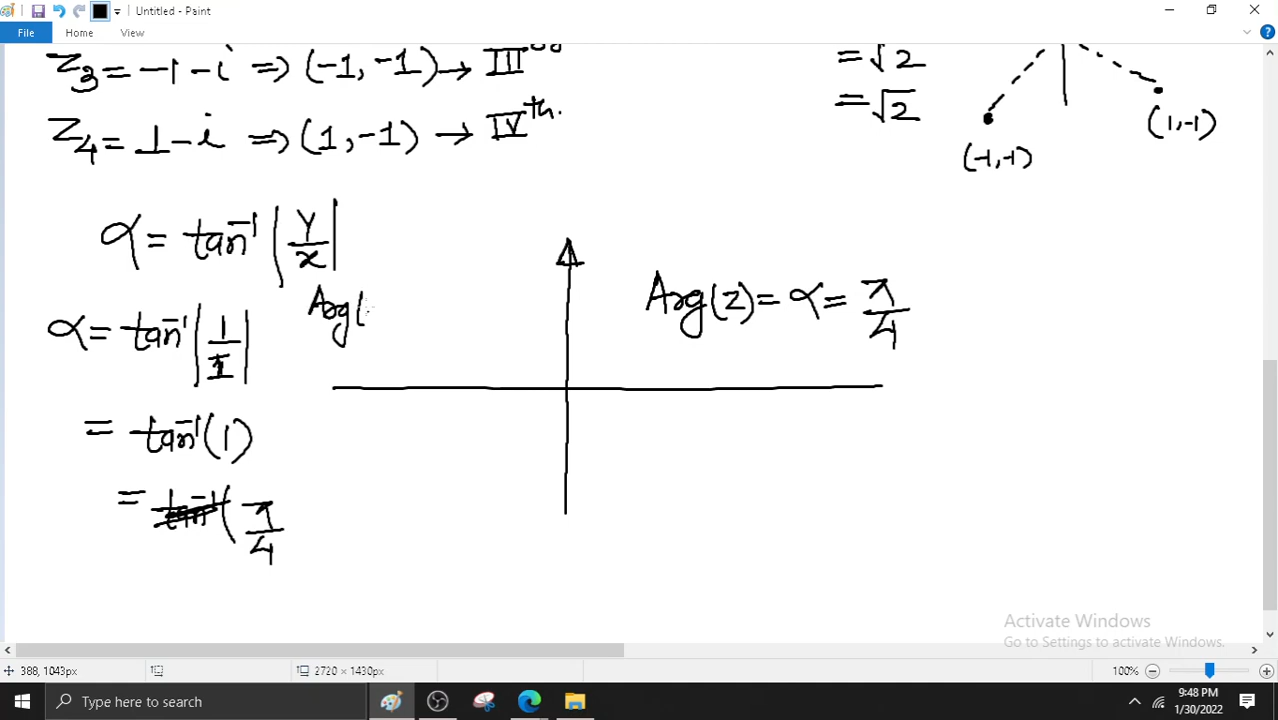 Untitled - Paint
File Home View
Z3 = -1 - i ⇒ (-1, -1) → III
Z4 = 1 - i ⇒ (1, -1) → IVth.
= √2
= √2
(1, -1)
(-1, -1)
α = tan⁻¹ |y/x|
Arg(
Arg(z) = α = π/4
α = tan⁻¹ |1/1|
= tan⁻¹(1)
= tan⁻¹( π/4
Activate Windows
Go to Settings to activate Windows.
388, 1043px
2720 × 1430px
100%
Type here to search
9:48 PM
1/30/2022